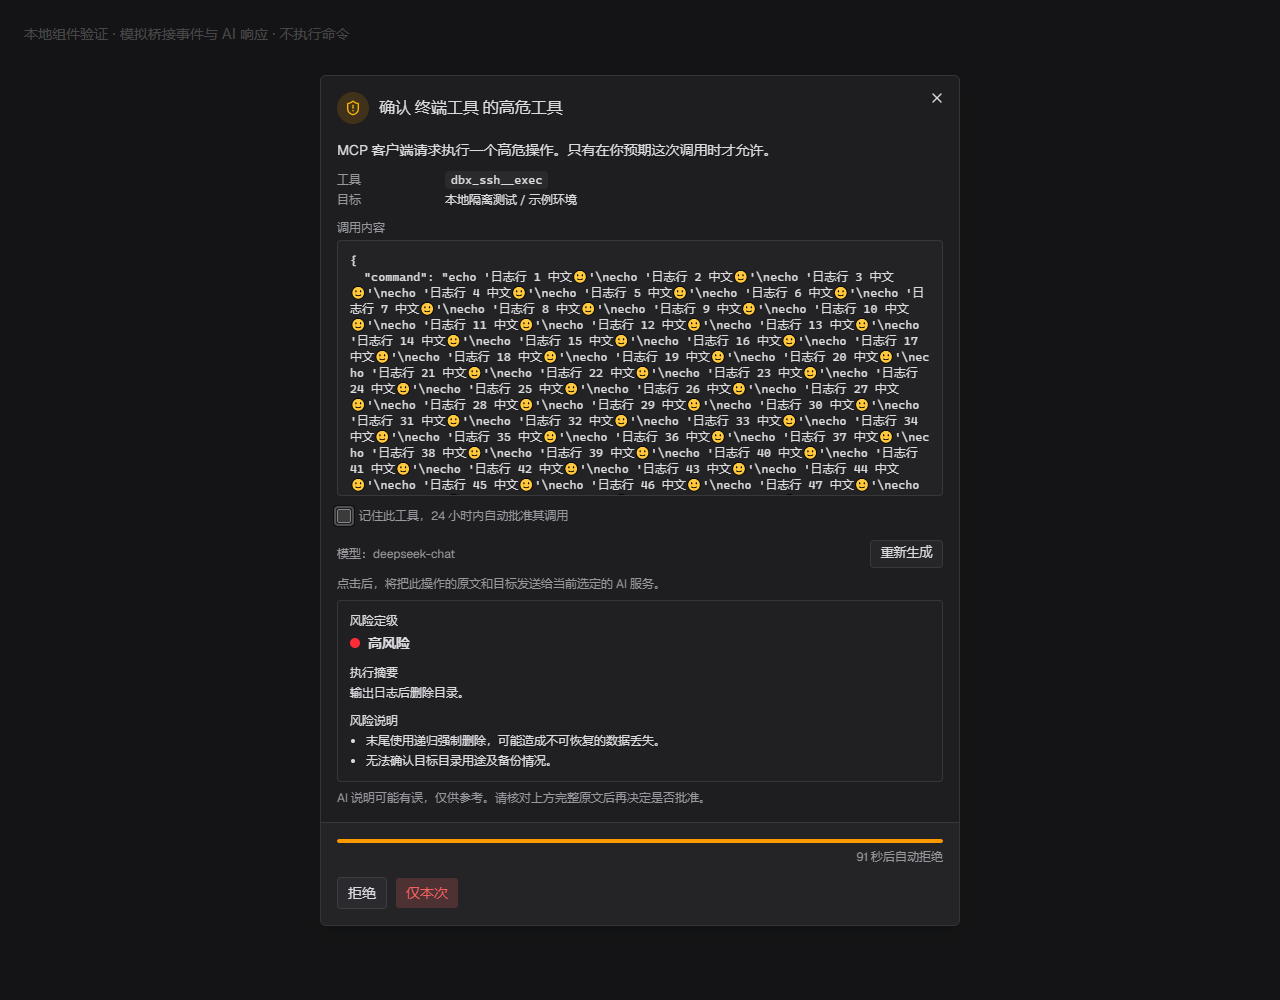 本地组件验证 · 模拟桥接事件与 AI 响应 · 不执行命令
确认 终端工具 的高危工具
MCP 客户端请求执行一个高危操作。只有在你预期这次调用时才允许。
工具 dbx_ssh__exec
目标 本地隔离测试 / 示例环境
调用内容
{
"command": "echo '日志行 1 中文🙂'\necho '日志行 2 中文🙂'\necho '日志行 3 中文
🙂'\necho '日志行 4 中文🙂'\necho '日志行 5 中文🙂'\necho '日志行 6 中文🙂'\necho '日
志行 7 中文🙂'\necho '日志行 8 中文🙂'\necho '日志行 9 中文🙂'\necho '日志行 10 中文
🙂'\necho '日志行 11 中文🙂'\necho '日志行 12 中文🙂'\necho '日志行 13 中文🙂'\necho
'日志行 14 中文🙂'\necho '日志行 15 中文🙂'\necho '日志行 16 中文🙂'\necho '日志行 17
中文🙂'\necho '日志行 18 中文🙂'\necho '日志行 19 中文🙂'\necho '日志行 20 中文🙂'\nec
ho '日志行 21 中文🙂'\necho '日志行 22 中文🙂'\necho '日志行 23 中文🙂'\necho '日志行
24 中文🙂'\necho '日志行 25 中文🙂'\necho '日志行 26 中文🙂'\necho '日志行 27 中文
🙂'\necho '日志行 28 中文🙂'\necho '日志行 29 中文🙂'\necho '日志行 30 中文🙂'\necho
'日志行 31 中文🙂'\necho '日志行 32 中文🙂'\necho '日志行 33 中文🙂'\necho '日志行 34
中文🙂'\necho '日志行 35 中文🙂'\necho '日志行 36 中文🙂'\necho '日志行 37 中文🙂'\nec
ho '日志行 38 中文🙂'\necho '日志行 39 中文🙂'\necho '日志行 40 中文🙂'\necho '日志行
41 中文🙂'\necho '日志行 42 中文🙂'\necho '日志行 43 中文🙂'\necho '日志行 44 中文
🙂'\necho '日志行 45 中文🙂'\necho '日志行 46 中文🙂'\necho '日志行 47 中文🙂'\necho
记住此工具，24 小时内自动批准其调用
模型：deepseek-chat
重新生成
点击后，将把此操作的原文和目标发送给当前选定的 AI 服务。
风险定级
高风险
执行摘要
输出日志后删除目录。
风险说明
• 末尾使用递归强制删除，可能造成不可恢复的数据丢失。
• 无法确认目标目录用途及备份情况。
AI 说明可能有误，仅供参考。请核对上方完整原文后再决定是否批准。
91 秒后自动拒绝
拒绝
仅本次